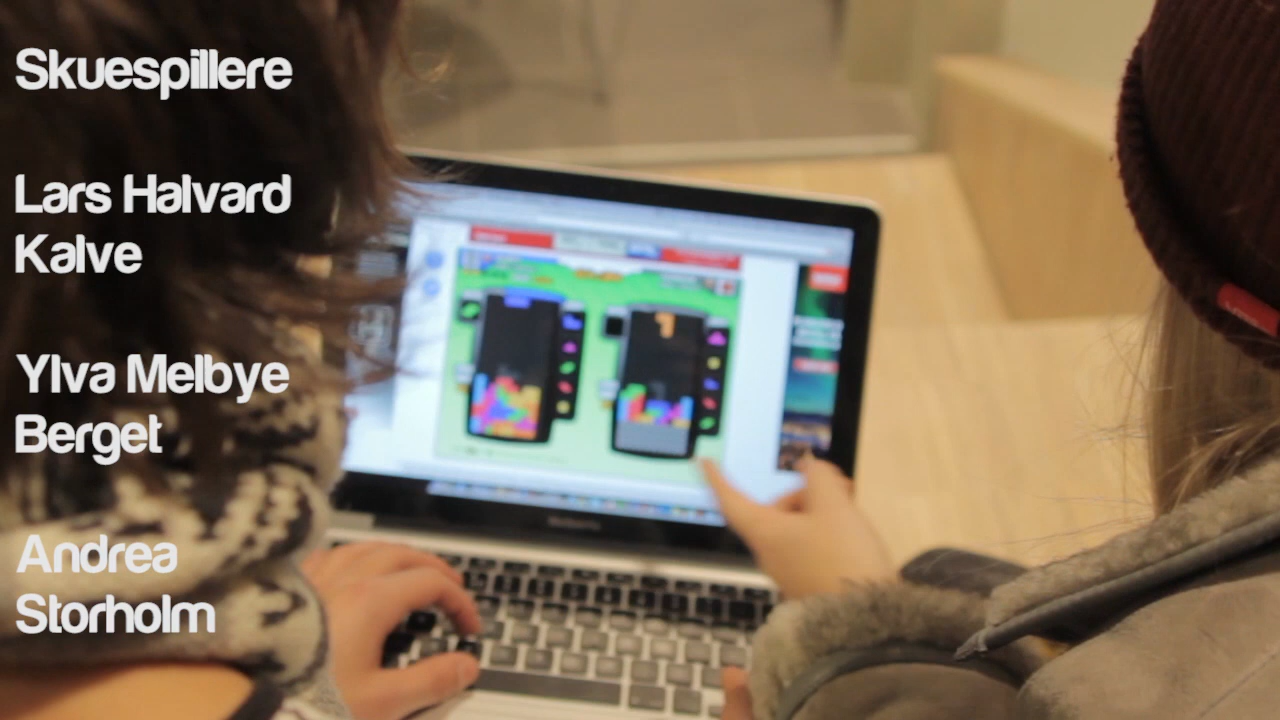 Skuespillere
Lars Halvard
Kalve
Ylva Melbye
Berget
Andrea
Storholm